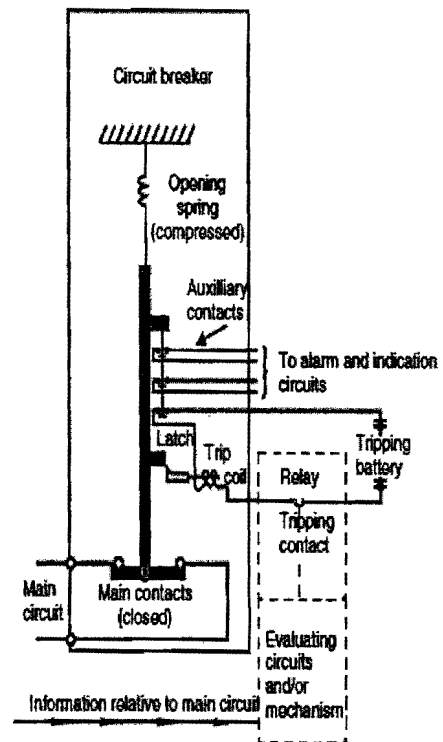 Circuit breaker
Opening
spring
(compressed)
Auxilliary
contacts
To alarm and indication
circuits
Latch
Trip
coil
Tripping
battery
Relay
Tripping
contact
Main
circuit
Main contacts
(closed)
Evaluating
circuits
and/or
mechanism
Information relative to main circuit